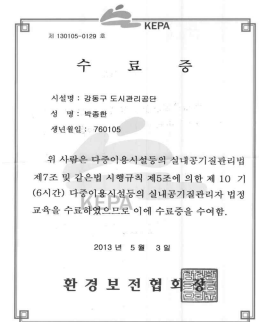 KEPA
제 130105-0129 호
수 료 증
시설명 : 강동구 도시관리공단
성 명 : 박종한
생년월일 : 760105
위 사람은 다중이용시설등의 실내공기질관리법
제7조 및 같은법 시행규칙 제5조에 의한 제 10 기
(6시간) 다중이용시설등의 실내공기질관리자 법정
교육을 수료하였으므로 이에 수료증을 수여함.
KEPA
2013 년 5 월 3 일
환경보전협회장